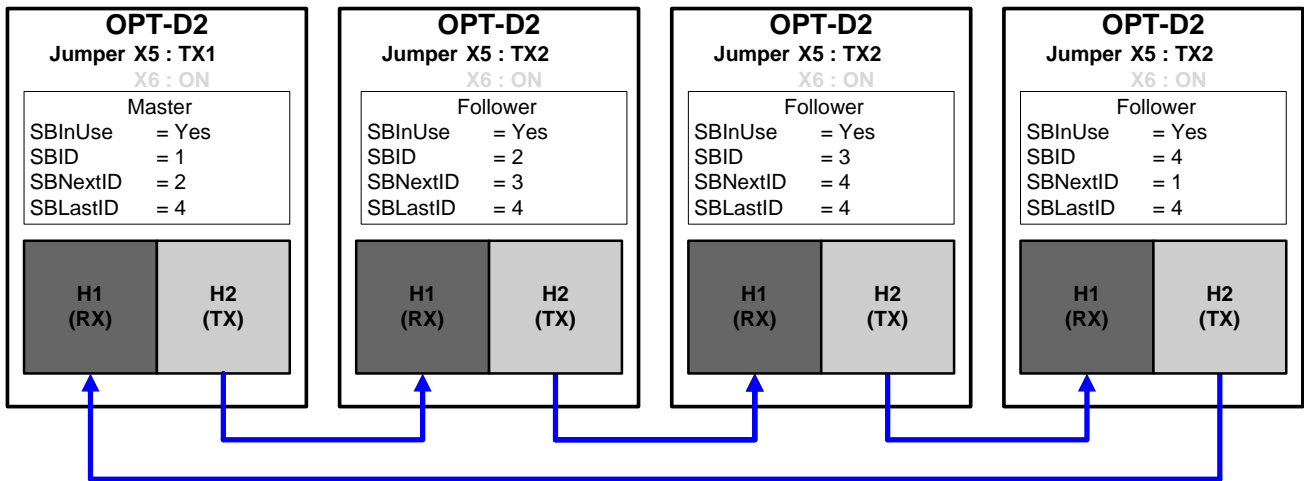 OPT-D2
Jumper X5 : TX1
X6 : ON
Master
SBInUse = Yes
SBID = 1
SBNextID = 2
SBLastID = 4
H1
(RX)
H2
(TX)
OPT-D2
Jumper X5 : TX2
X6 : ON
Follower
SBInUse = Yes
SBID = 2
SBNextID = 3
SBLastID = 4
H1
(RX)
H2
(TX)
OPT-D2
Jumper X5 : TX2
X6 : ON
Follower
SBInUse = Yes
SBID = 3
SBNextID = 4
SBLastID = 4
H1
(RX)
H2
(TX)
OPT-D2
Jumper X5 : TX2
X6 : ON
Follower
SBInUse = Yes
SBID = 4
SBNextID = 1
SBLastID = 4
H1
(RX)
H2
(TX)